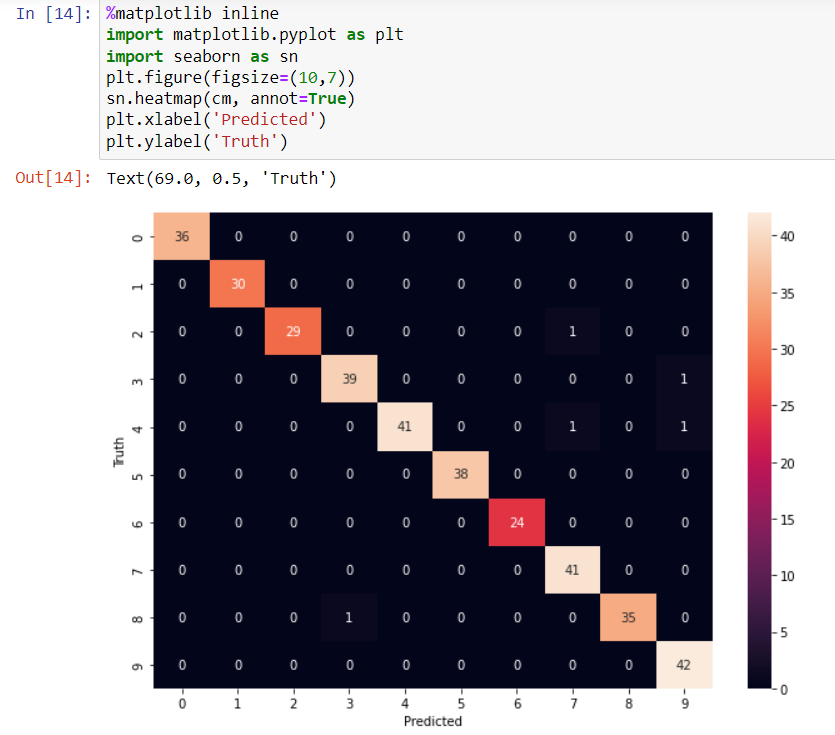 In [14]: %matplotlib inline
import matplotlib.pyplot as plt
import seaborn as sn
plt.figure(figsize=(10,7))
sn.heatmap(cm, annot=True)
plt.xlabel('Predicted')
plt.ylabel('Truth')
Out[14]: Text(69.0, 0.5, 'Truth')
0 36 0 0 0 0 0 0 0 0 0
1 0 30 0 0 0 0 0 0 0 0
2 0 0 29 0 0 0 0 1 0 0
3 0 0 0 39 0 0 0 0 0 1
4 0 0 0 0 41 0 0 1 0 1
5 0 0 0 0 0 38 0 0 0 0
6 0 0 0 0 0 0 24 0 0 0
7 0 0 0 0 0 0 0 41 0 0
8 0 0 0 1 0 0 0 0 35 0
9 0 0 0 0 0 0 0 0 0 42
Truth
0 1 2 3 4 5 6 7 8 9
Predicted
40
35
30
25
20
15
10
5
0